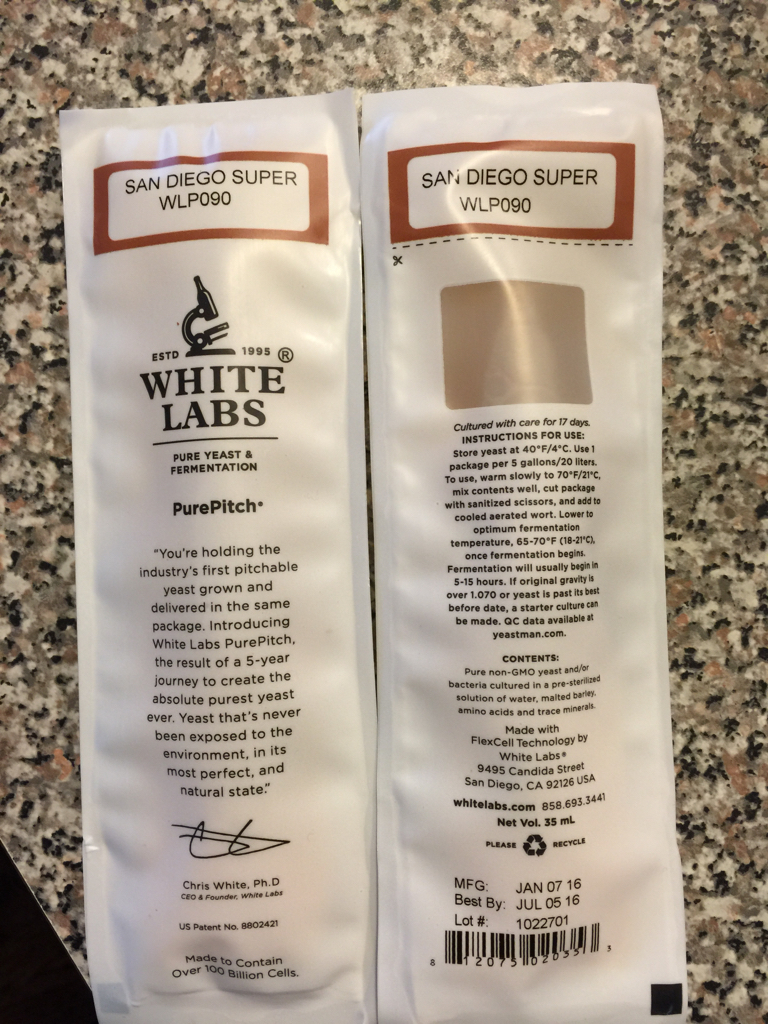 SAN DIEGO SUPER
WLP090
ESTD 1995 ®
WHITE
LABS
PURE YEAST &
FERMENTATION
PurePitch®
"You're holding the
industry's first pitchable
yeast grown and
delivered in the same
package. Introducing
White Labs PurePitch,
the result of a 5-year
journey to create the
absolute purest yeast
ever. Yeast that's never
been exposed to the
environment, in its
most perfect, and
natural state."
Chris White, Ph.D
CEO & Founder, White Labs
US Patent No. 8802421
Made to Contain
Over 100 Billion Cells.
SAN DIEGO SUPER
WLP090
Cultured with care for 17 days.
INSTRUCTIONS FOR USE:
Store yeast at 40°F/4°C. Use 1
package per 5 gallons/20 liters.
To use, warm slowly to 70°F/21°C,
mix contents well, cut package
with sanitized scissors, and add to
cooled aerated wort. Lower to
optimum fermentation
temperature, 65-70°F (18-21°C),
once fermentation begins.
Fermentation will usually begin in
5-15 hours. If original gravity is
over 1.070 or yeast is past its best
before date, a starter culture can
be made. QC data available at
yeastman.com.
CONTENTS:
Pure non-GMO yeast and/or
bacteria cultured in a pre-sterilized
solution of water, malted barley,
amino acids and trace minerals.
Made with
FlexCell Technology by
White Labs®
9495 Candida Street
San Diego, CA 92126 USA
whitelabs.com 858.693.3441
Net Vol. 35 mL
PLEASE RECYCLE
MFG: JAN 07 16
Best By: JUL 05 16
Lot #: 1022701
8 12075 02035 3